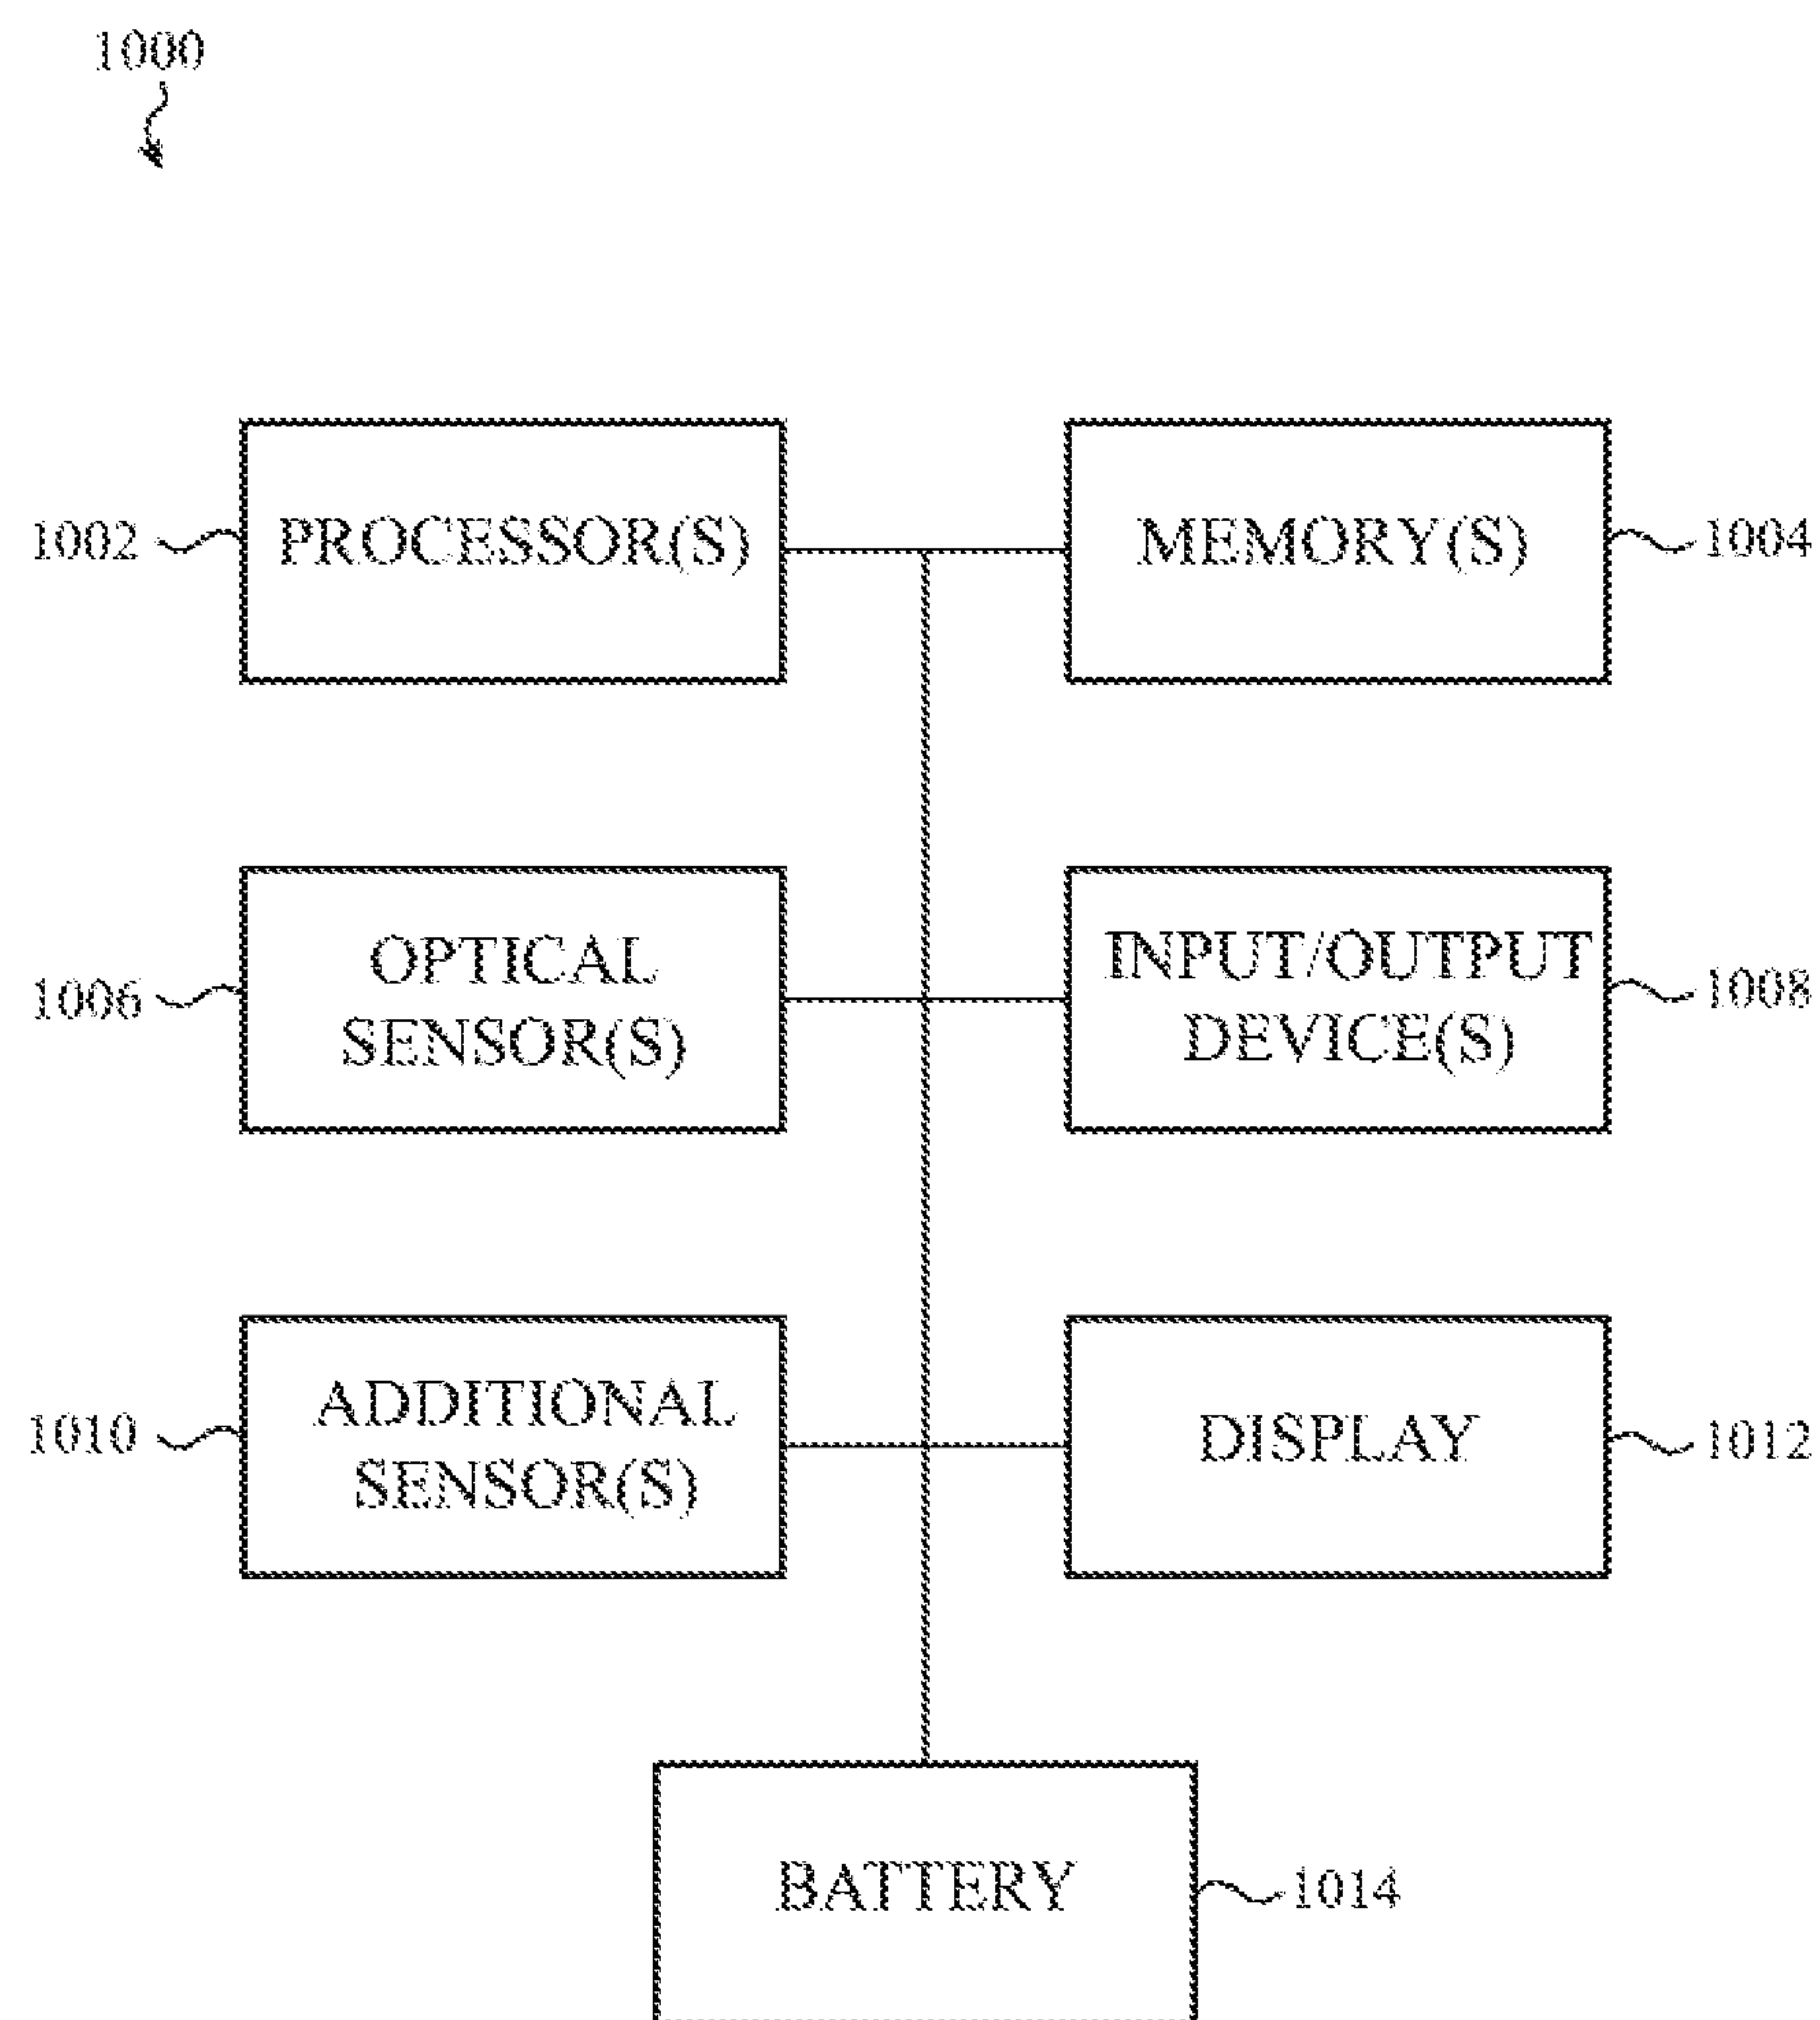 1000
1002
PROCESSOR(S)
MEMORY(S)
1004
1006
OPTICAL
SENSOR(S)
INPUT/OUTPUT
DEVICE(S)
1008
1010
ADDITIONAL
SENSOR(S)
DISPLAY
1012
BATTERY
1014